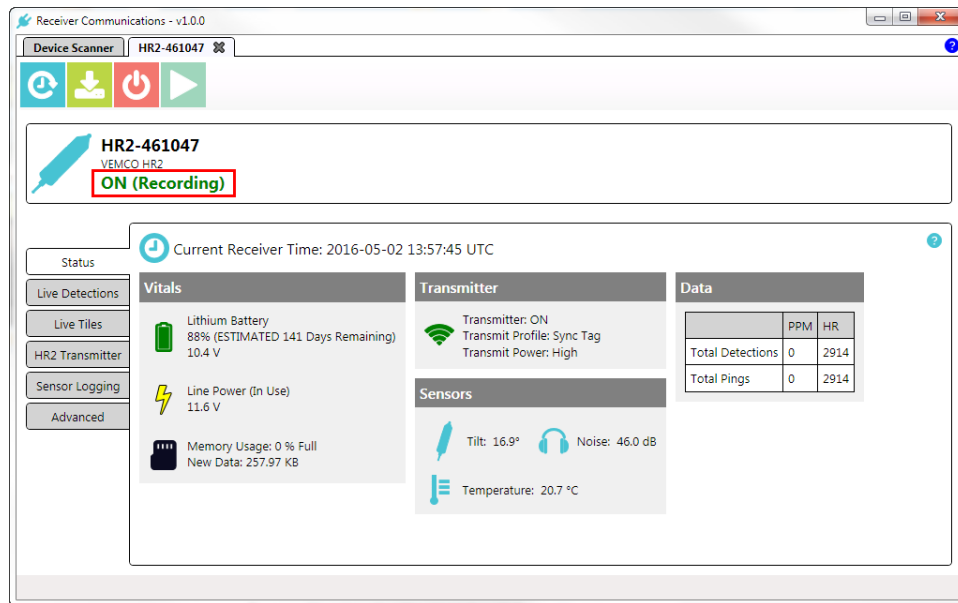 Receiver Communications - v1.0.0
Device Scanner
HR2-461047
?
HR2-461047
VEMCO HR2
ON (Recording)
Status
Live Detections
Live Tiles
HR2 Transmitter
Sensor Logging
Advanced
Current Receiver Time: 2016-05-02 13:57:45 UTC
?
Vitals
Lithium Battery
88% (ESTIMATED 141 Days Remaining)
10.4 V
Line Power (In Use)
11.6 V
Memory Usage: 0 % Full
New Data: 257.97 KB
Transmitter
Transmitter: ON
Transmit Profile: Sync Tag
Transmit Power: High
Sensors
Tilt: 16.9° Noise: 46.0 dB
Temperature: 20.7 °C
Data
PPM HR
Total Detections 0 2914
Total Pings 0 2914